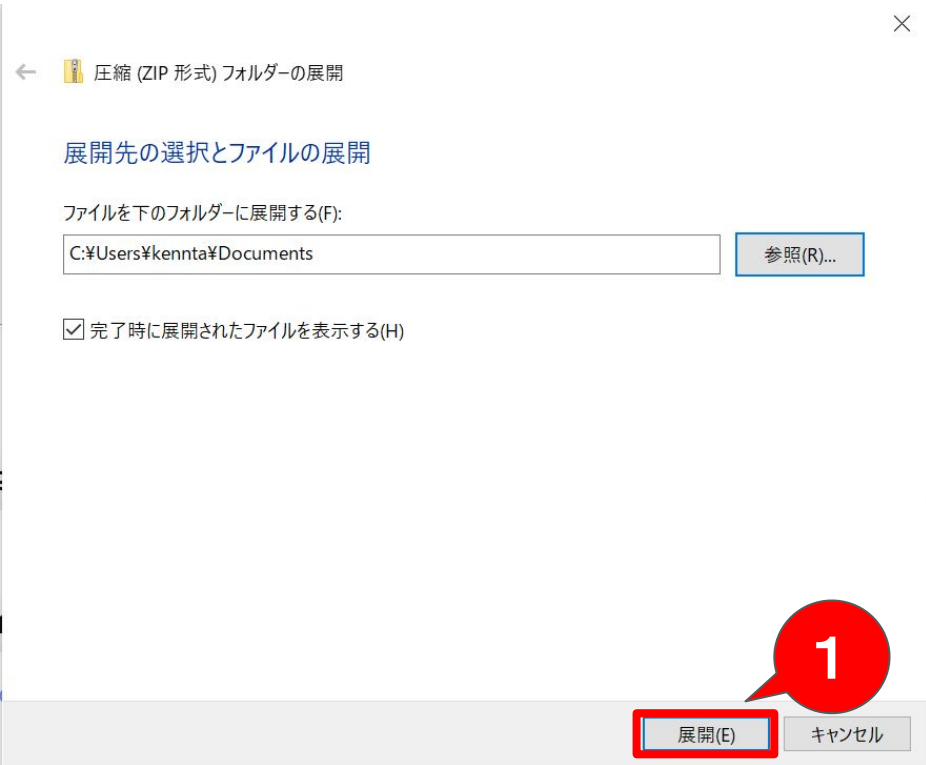 圧縮 (ZIP 形式) フォルダーの展開
展開先の選択とファイルの展開
ファイルを下のフォルダーに展開する(F):
C:¥Users¥kennta¥Documents
参照(R)...
完了時に展開されたファイルを表示する(H)
1
展開(E)
キャンセル